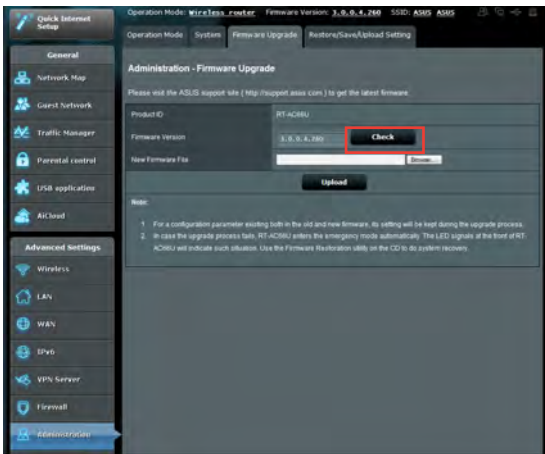 Quick Internet
Setup
Operation Mode: Wireless router Firmware Version: 3.0.0.4.260 SSID: ASUS ASUS
Operation Mode System Firmware Upgrade Restore/Save/Upload Setting
General
Network Map
Guest Network
Traffic Manager
Parental control
USB application
AiCloud
Advanced Settings
Wireless
LAN
WAN
IPv6
VPN Server
Firewall
Administration
Administration - Firmware Upgrade
Please visit the ASUS support site ( http://support.asus.com ) to get the latest firmware.
Product ID RT-AC66U
Firmware Version 3.0.0.4.260 Check
New Firmware File Browse...
Upload
Note:
1. For a configuration parameter existing both in the old and new firmware, its setting will be kept during the upgrade process.
2. In case the upgrade process fails, RT-AC66U enters the emergency mode automatically. The LED signals at the front of RT-
AC66U will indicate such situation. Use the Firmware Restoration utility on the CD to do system recovery.